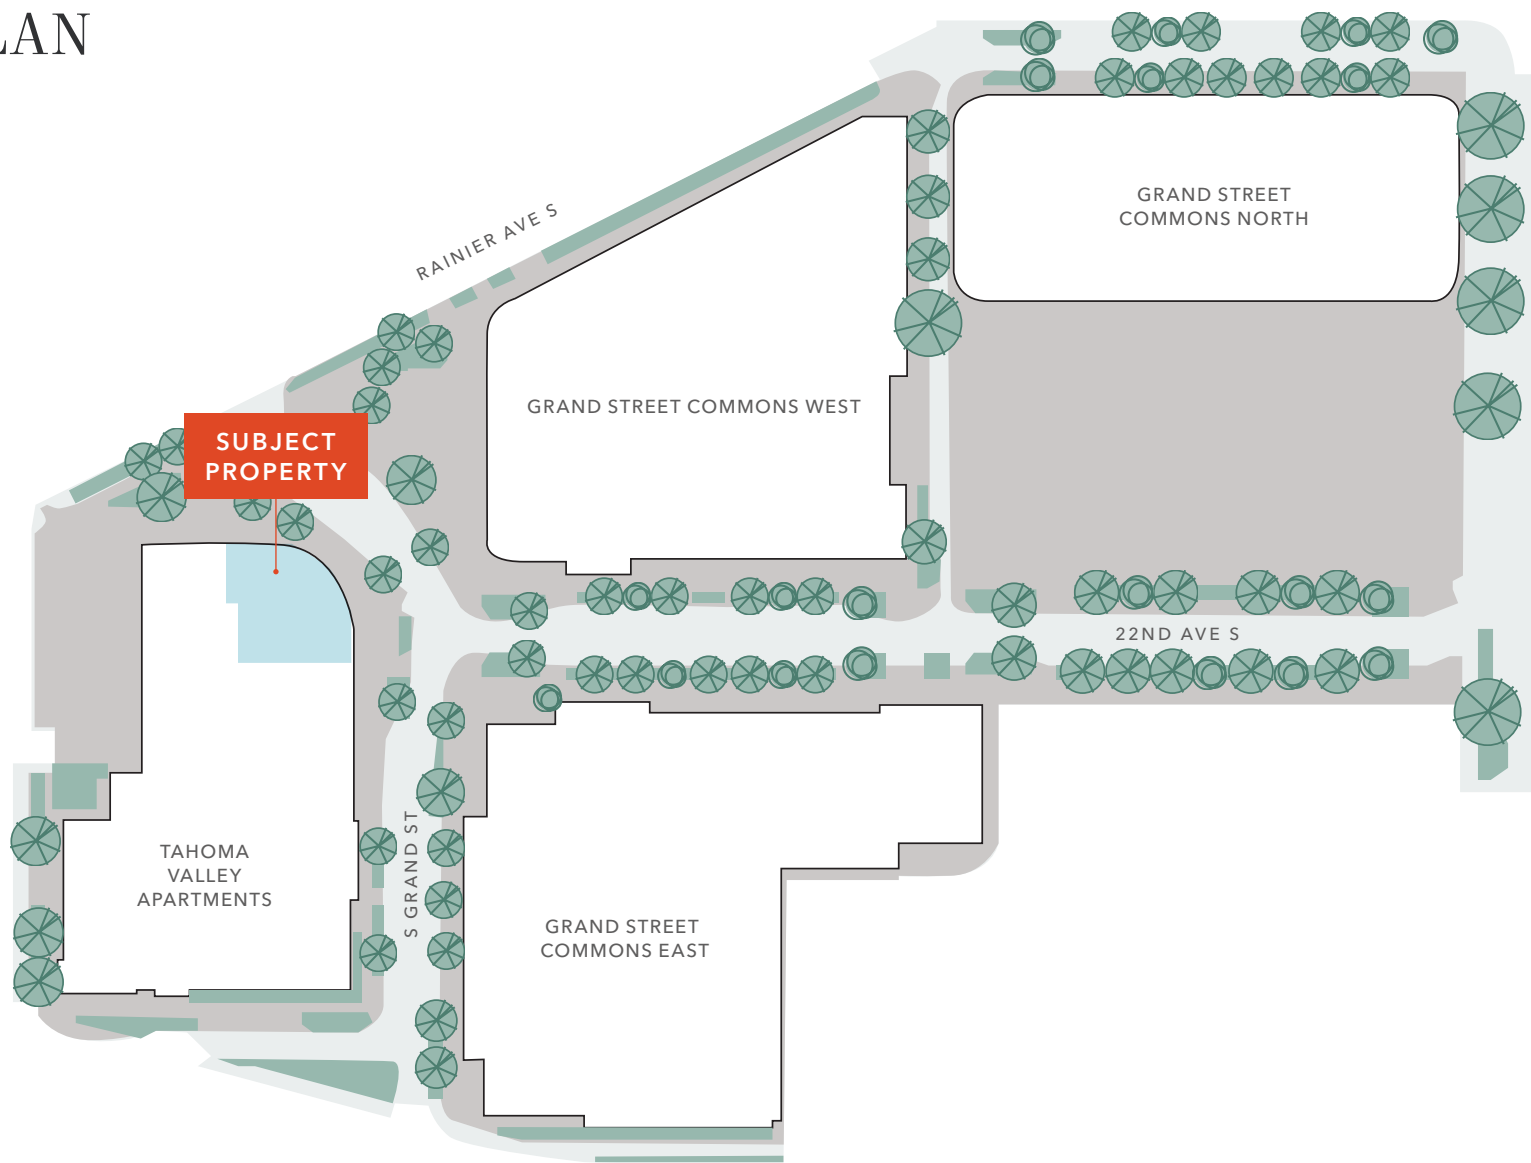 LAN
RAINIER AVE S
GRAND STREET
COMMONS NORTH
GRAND STREET COMMONS WEST
SUBJECT
PROPERTY
22ND AVE S
S GRAND ST
TAHOMA
VALLEY
APARTMENTS
GRAND STREET
COMMONS EAST